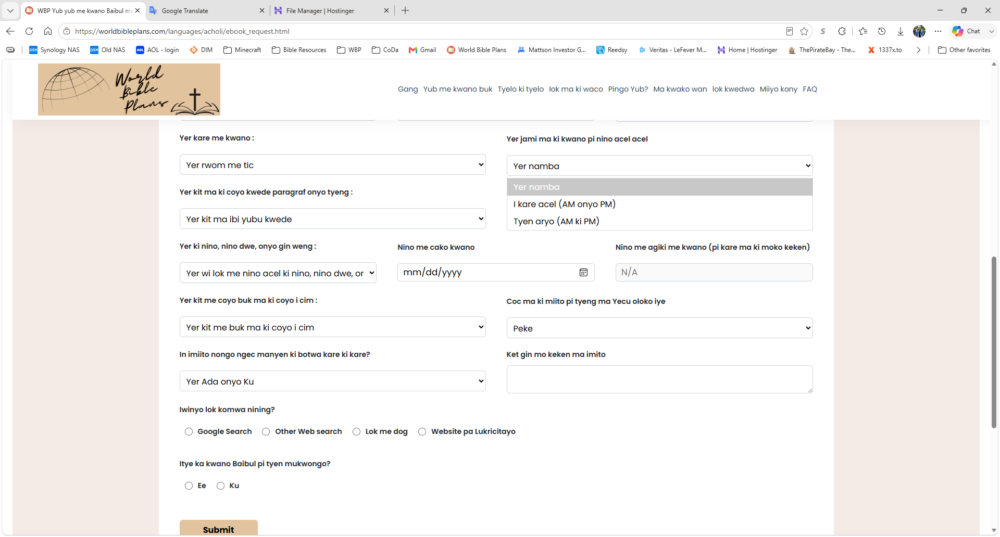 WBP Yub yub me kwano Baibul ma
Google Translate
File Manager | Hostinger
https://worldbibleplans.com/languages/acholi/ebook_request.html
Chat
Synology NAS
Old NAS
AOL - login
DIM
Minecraft
Bible Resources
WBP
CoDa
Gmail
World Bible Plans
Mattson Investor G...
Reedsy
Veritas - LeFever M...
Home | Hostinger
ThePirateBay - The...
1337x.to
Other favorites
World
Bible
Plans
Gang Yub me kwano buk Tyelo ki tyelo lok ma ki waco Pingo Yub? Ma kwako wan lok kwedwa Miiyo kony FAQ
Yer kare me kwano :
Yer rwom me tic
Yer jami ma ki kwano pi nino acel acel
Yer namba
Yer namba
I kare acel (AM onyo PM)
Tyen aryo (AM ki PM)
Yer kit ma ki coyo kwede paragraf onyo tyeng :
Yer kit ma ibi yubu kwede
Yer ki nino, nino dwe, onyo gin weng :
Yer wi lok me nino acel ki nino, nino dwe, or
Nino me cako kwano
mm/dd/yyyy
Nino me agiki me kwano (pi kare ma ki moko keken)
N/A
Yer kit me coyo buk ma ki coyo i cim :
Yer kit me buk ma ki coyo i cim
Coc ma ki miito pi tyeng ma Yecu oloko iye
Peke
In imiito nongo ngec manyen ki botwa kare ki kare?
Yer Ada onyo Ku
Ket gin mo keken ma imito
Iwinyo lok komwa nining?
Google Search Other Web search Lok me dog Website pa Lukricitayo
Itye ka kwano Baibul pi tyen mukwongo?
Ee Ku
Submit